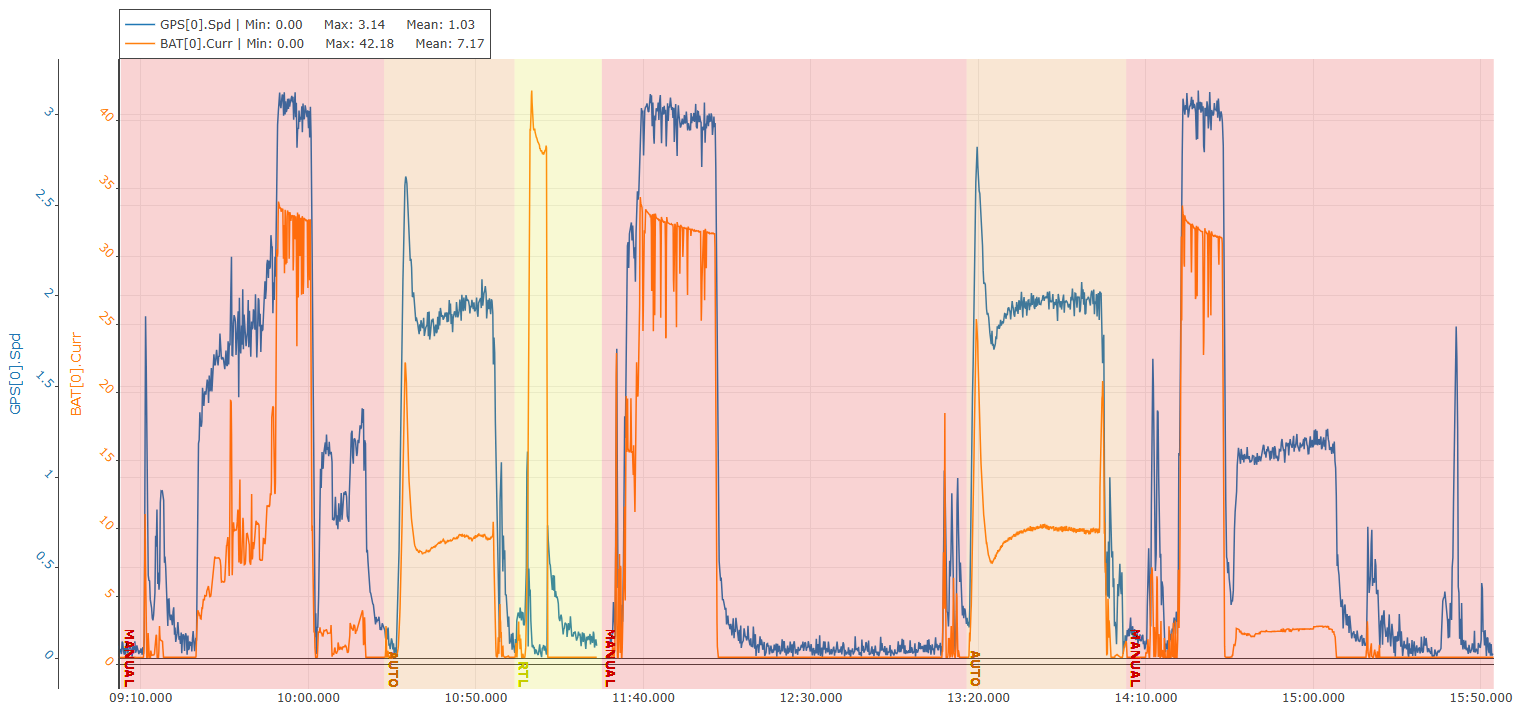 GPS[0].Spd | Min: 0.00 Max: 3.14 Mean: 1.03
BAT[0].Curr | Min: 0.00 Max: 42.18 Mean: 7.17
GPS[0].Spd
3
2.5
2
1.5
1
0.5
0
BAT[0].Curr
40
35
30
25
20
15
10
5
0
MANUAL
AUTO
RTL
MANUAL
AUTO
MANUAL
09:10.000 10:00.000 10:50.000 11:40.000 12:30.000 13:20.000 14:10.000 15:00.000 15:50.000